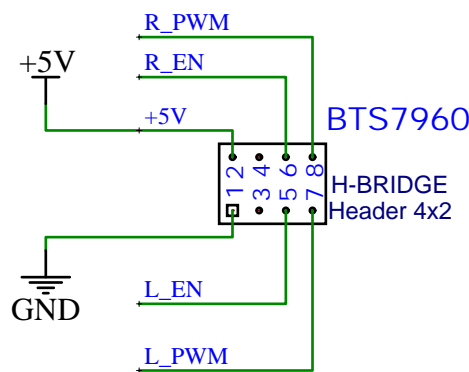 R_PWM
+5V
R_EN
+5V
BTS7960
2 4 6 8
1 3 5 7
H-BRIDGE
Header 4x2
L_EN
GND
L_PWM